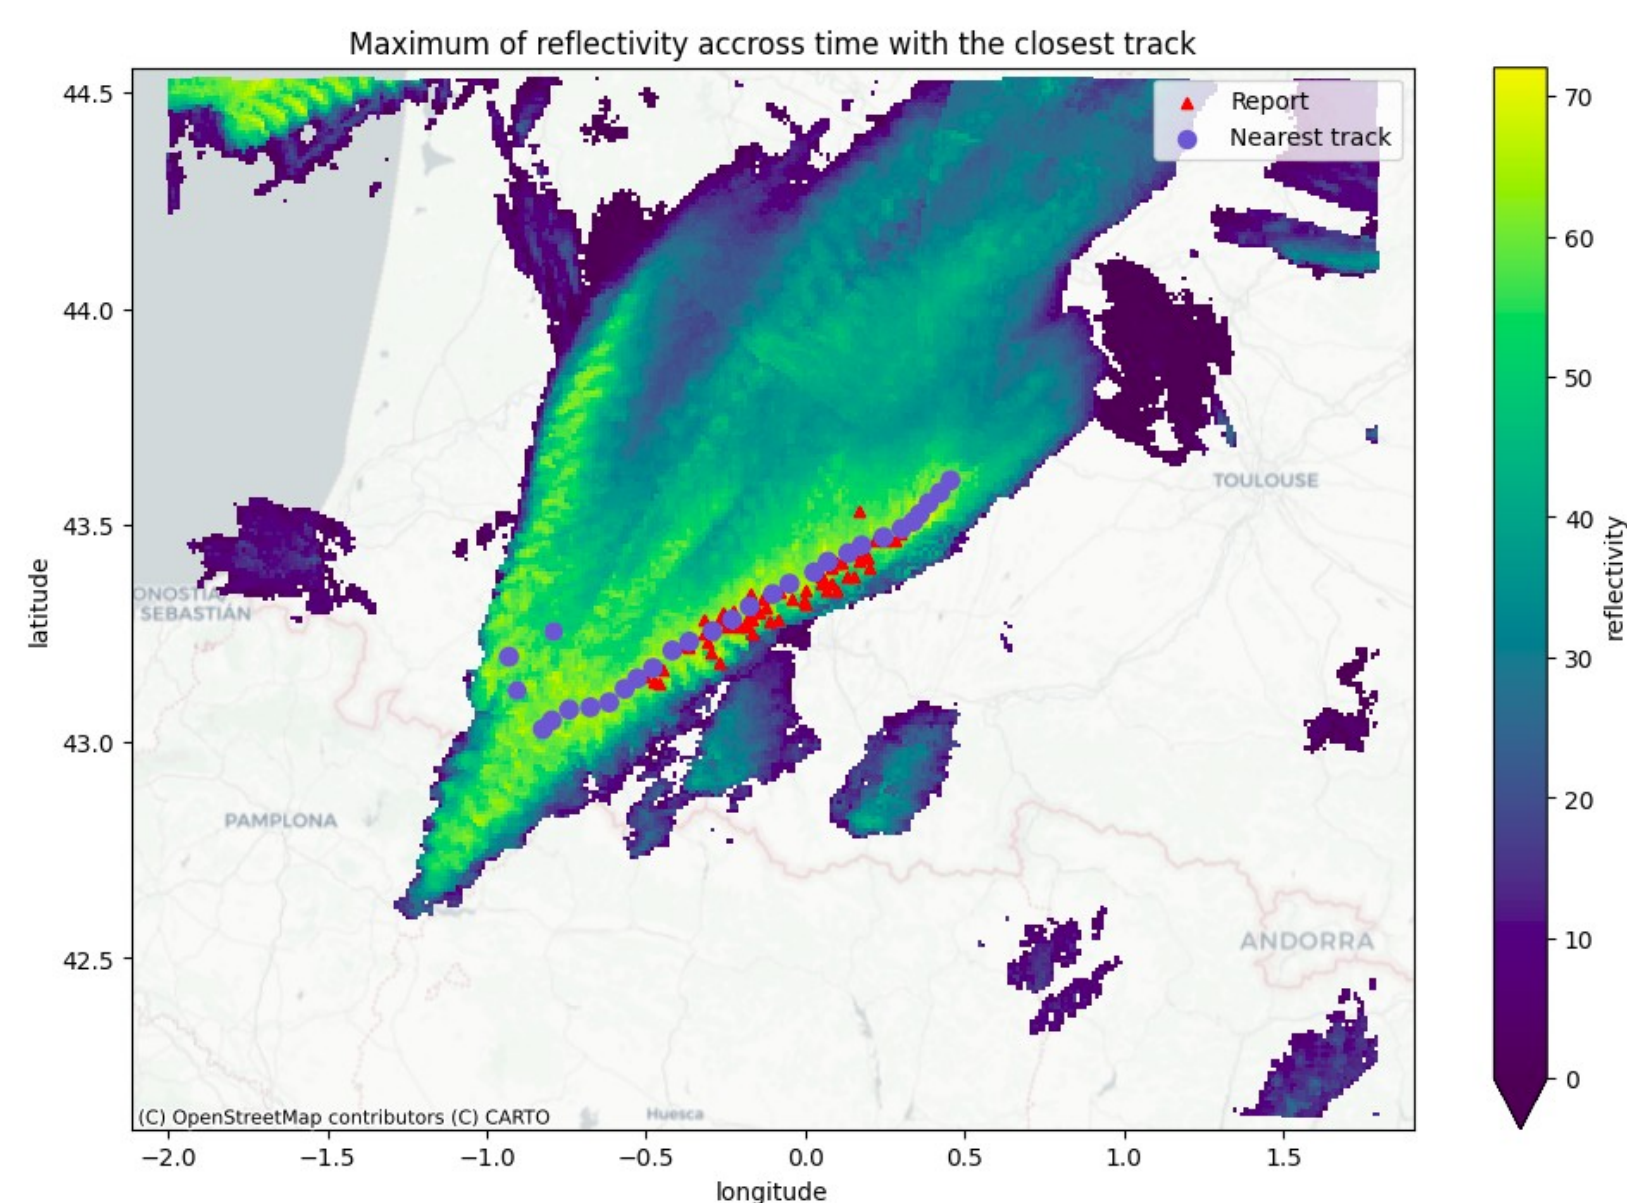 Maximum of reflectivity accross time with the closest track
Report
Nearest track
44.5
44.0
43.5
43.0
42.5
latitude
−2.0 −1.5 −1.0 −0.5 0.0 0.5 1.0 1.5
longitude
70
60
50
40
30
20
10
0
reflectivity
TOULOUSE
ONOSTIA/
SEBASTIÁN
PAMPLONA
ANDORRA
Huesca
(C) OpenStreetMap contributors (C) CARTO